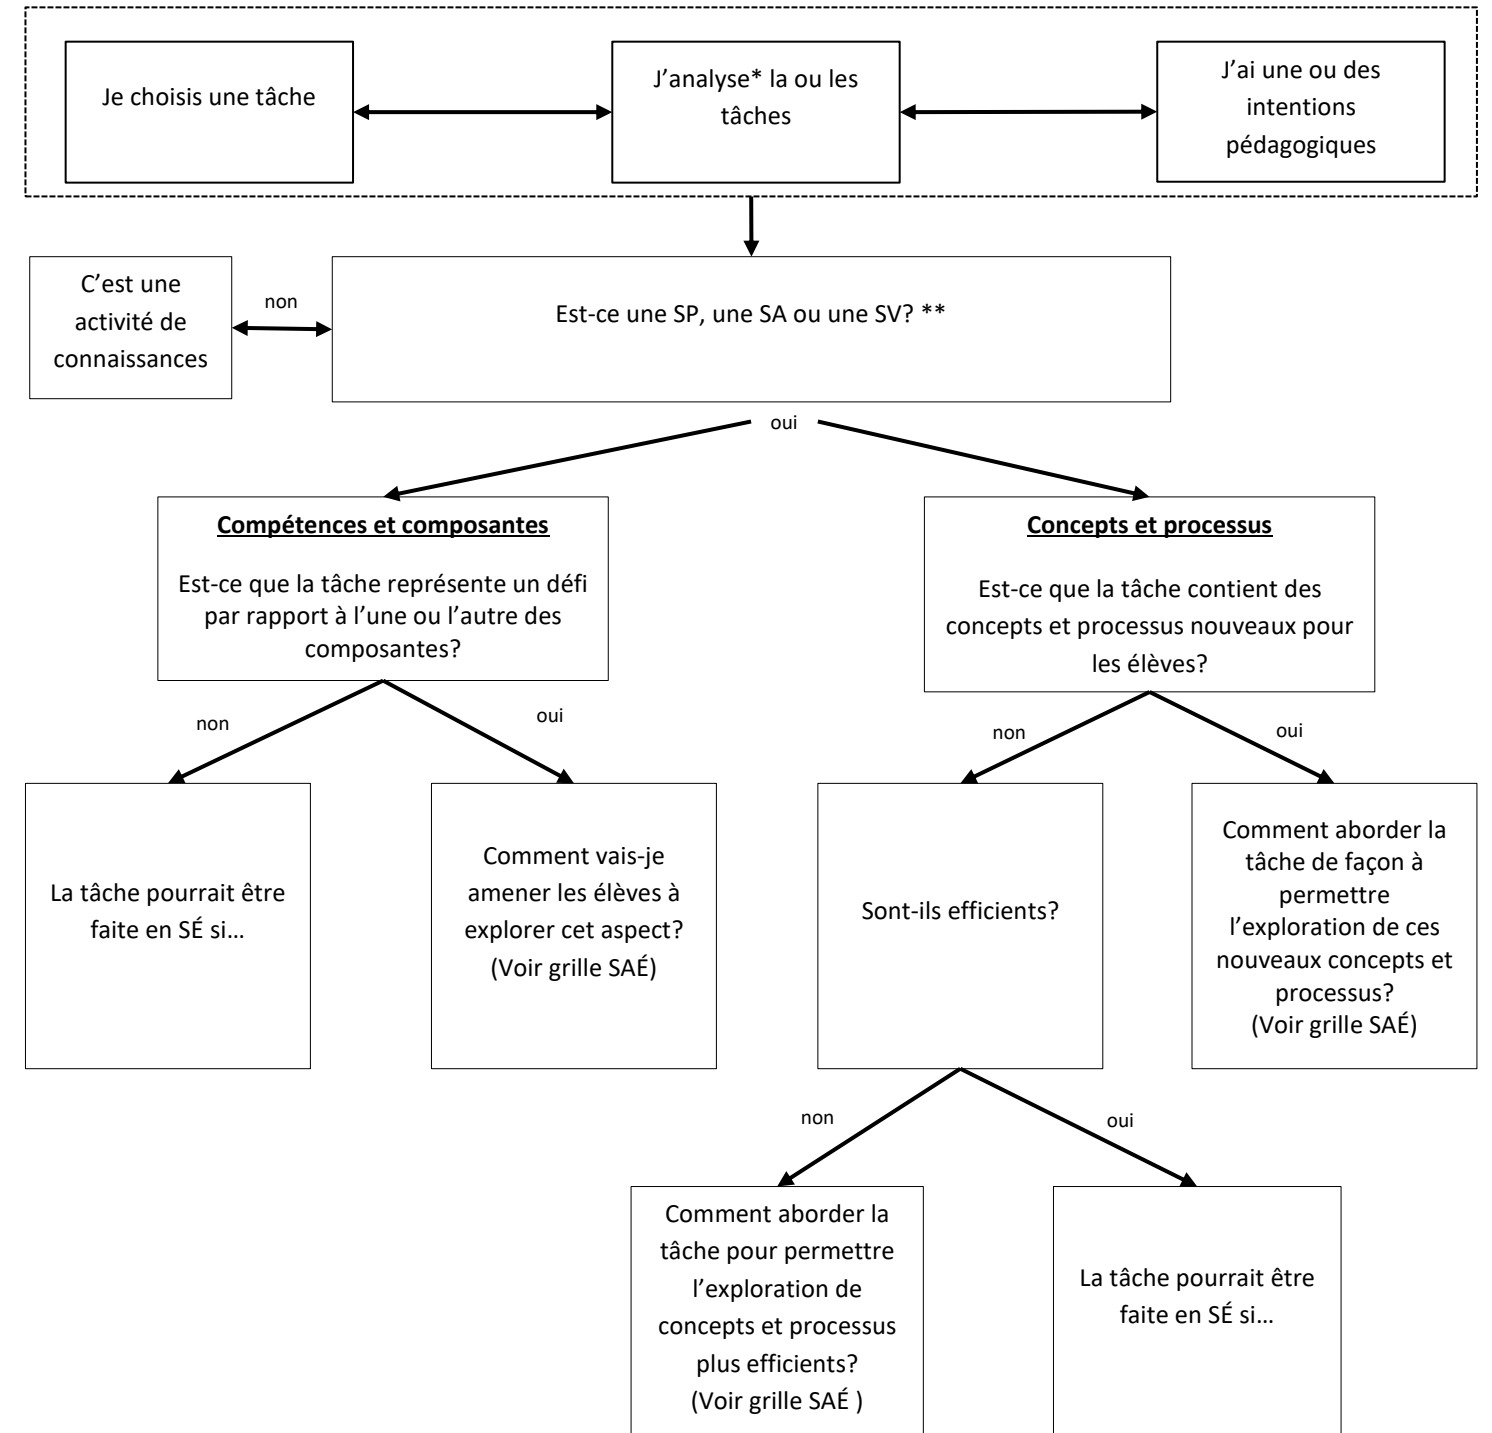 Je choisis une tâche
J'analyse* la ou les
tâches
J'ai une ou des
intentions
pédagogiques
C'est une
activité de
connaissances
non
Est-ce une SP, une SA ou une SV? **
oui
Compétences et composantes
Est-ce que la tâche représente un défi
par rapport à l'une ou l'autre des
composantes?
Concepts et processus
Est-ce que la tâche contient des
concepts et processus nouveaux pour
les élèves?
non
oui
non
oui
La tâche pourrait être
faite en SÉ si…
Comment vais-je
amener les élèves à
explorer cet aspect?
(Voir grille SAÉ)
Sont-ils efficients?
Comment aborder la
tâche de façon à
permettre
l'exploration de ces
nouveaux concepts et
processus?
(Voir grille SAÉ)
non
oui
Comment aborder la
tâche pour permettre
l'exploration de
concepts et processus
plus efficients?
(Voir grille SAÉ )
La tâche pourrait être
faite en SÉ si…